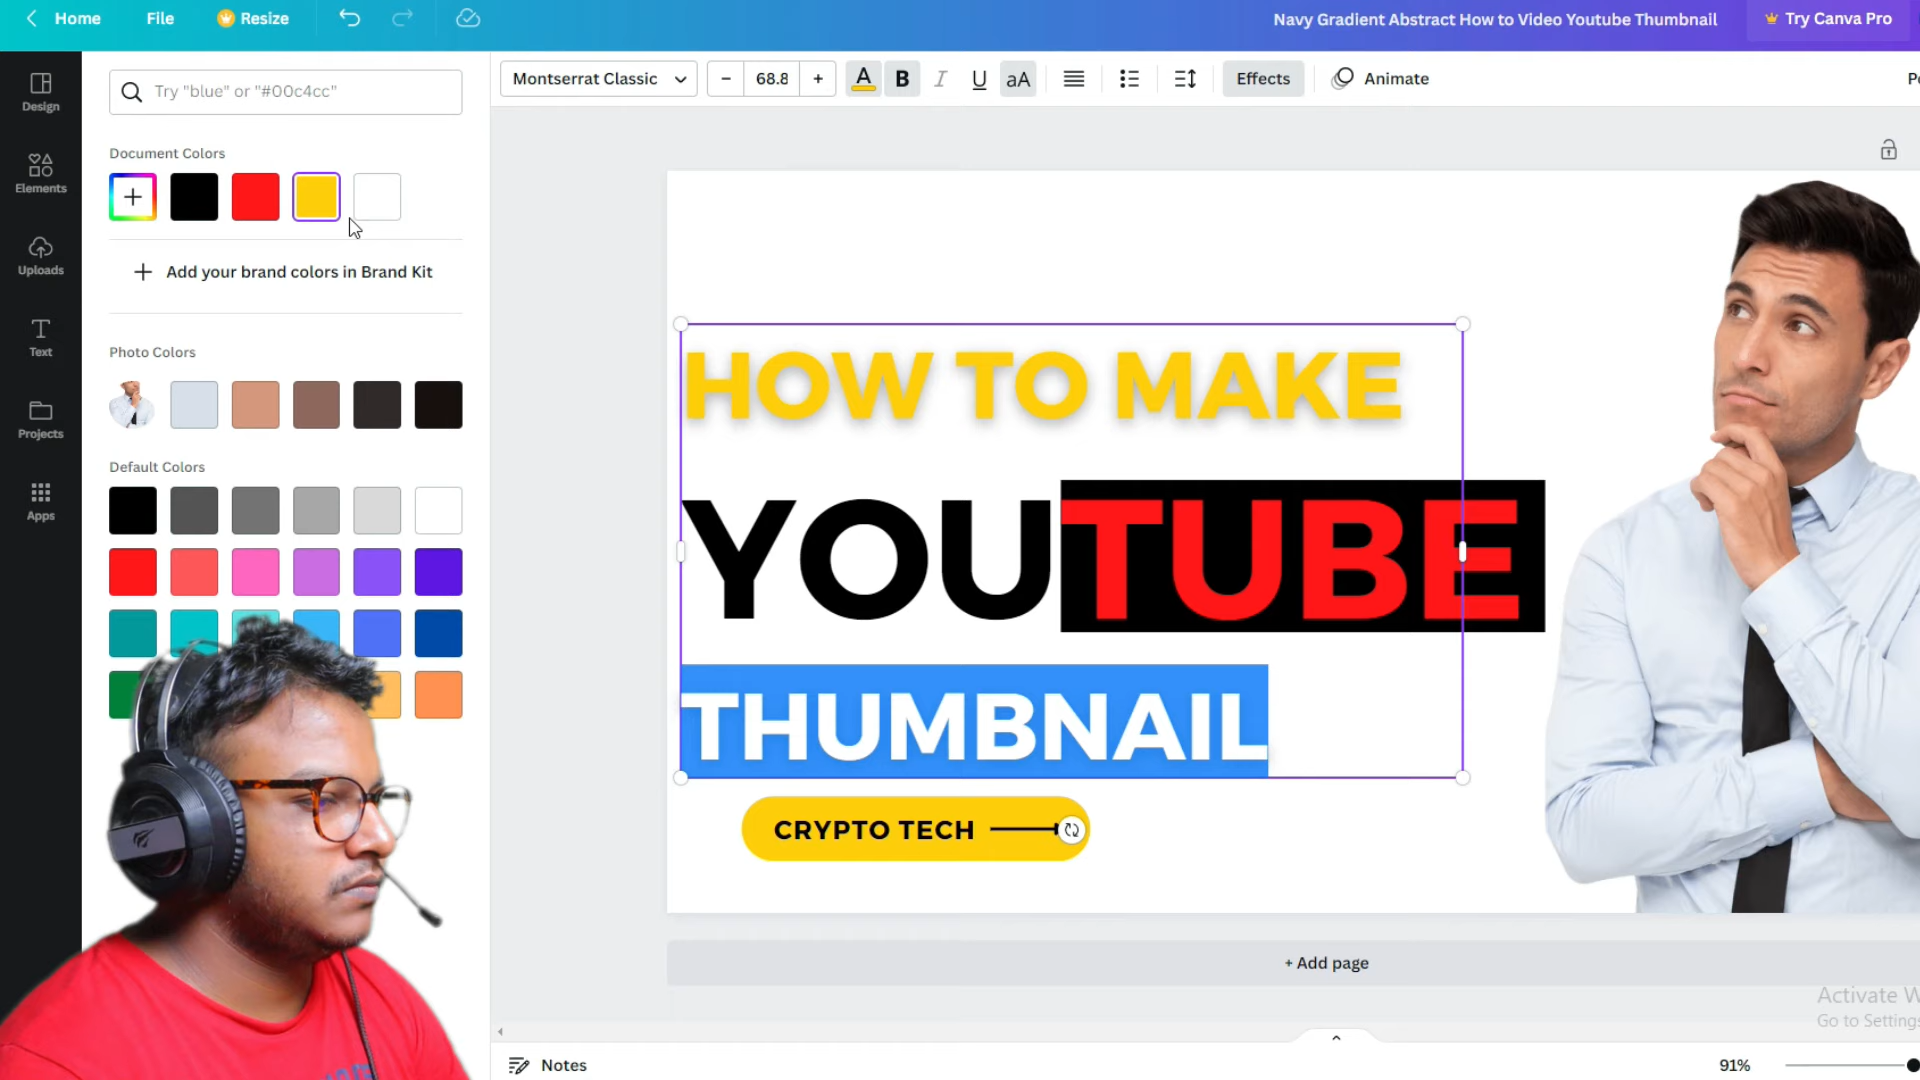 Home File Resize
Navy Gradient Abstract How to Video Youtube Thumbnail Try Canva Pro
Try "blue" or "#00c4cc"
Montserrat Classic 68.8 A B I U aA Effects Animate
Design
Elements
Uploads
Text
Projects
Apps
Document Colors
Add your brand colors in Brand Kit
Photo Colors
Default Colors
HOW TO MAKE
YOUTUBE
THUMBNAIL
CRYPTO TECH
+ Add page
Activate W
Go to Settings
Notes
91%